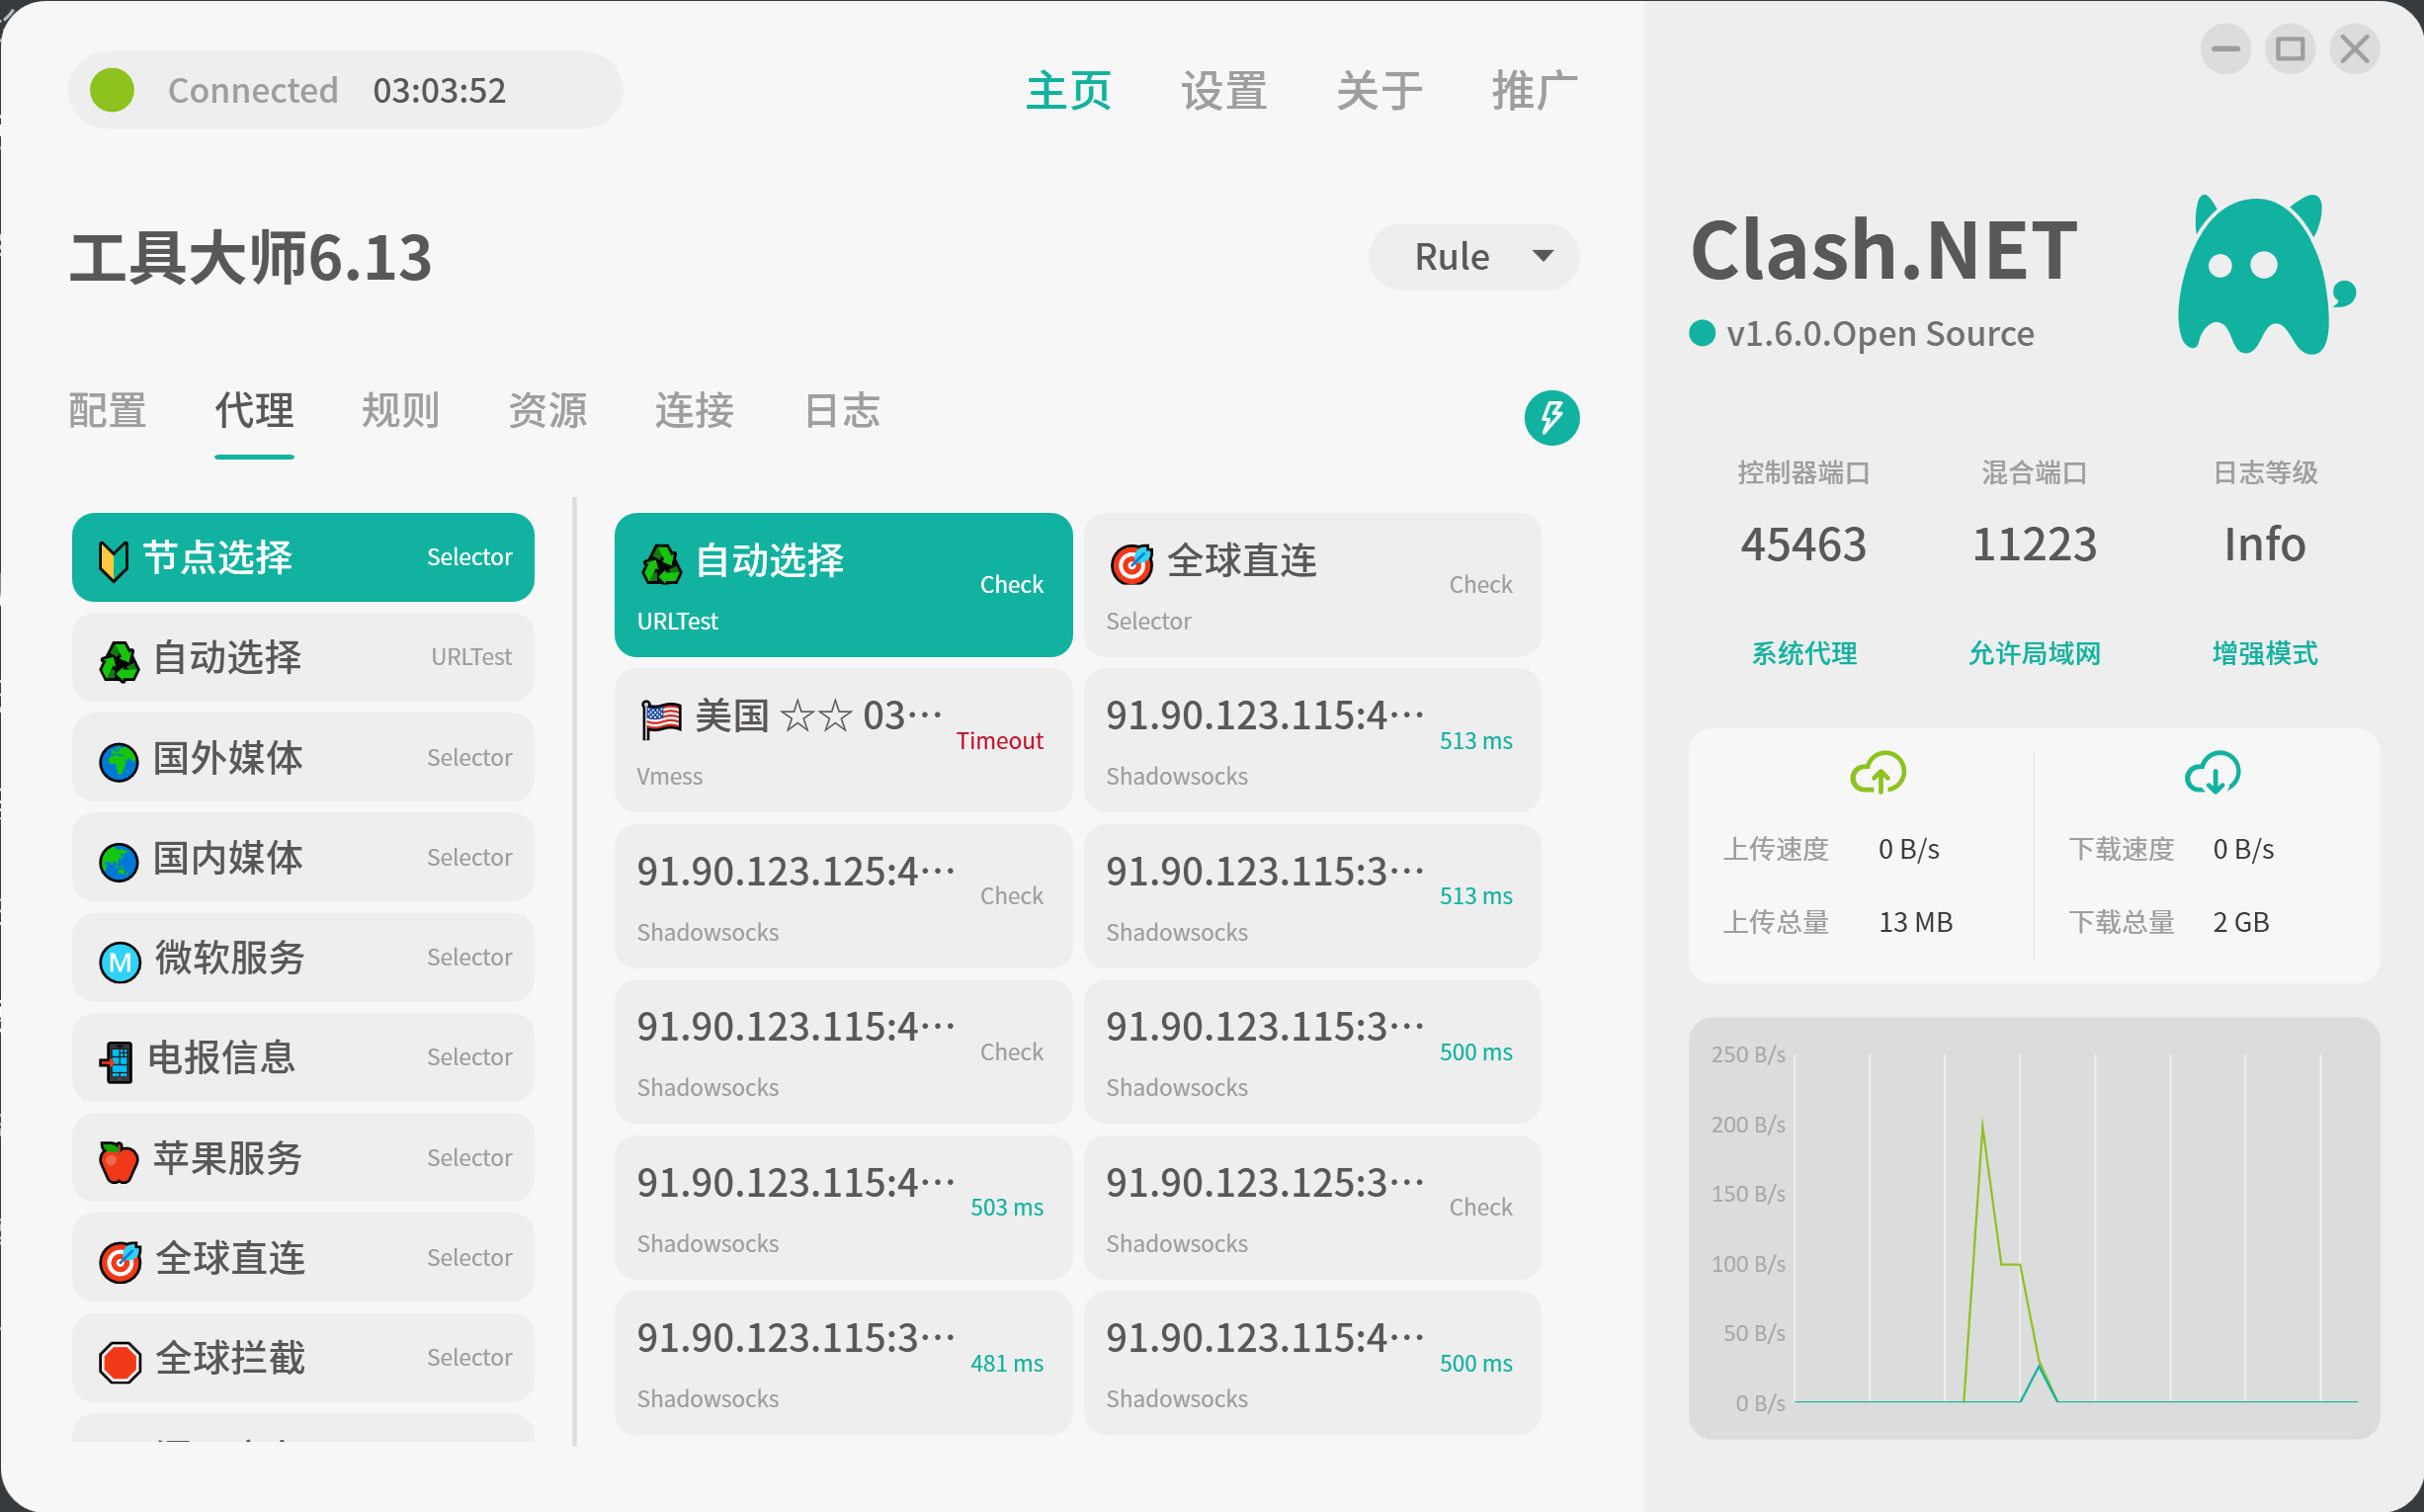 Connected 03:03:52
主页 设置 关于 推广
工具大师6.13
Rule
配置 代理 规则 资源 连接 日志
节点选择 Selector
自动选择 URLTest
国外媒体 Selector
国内媒体 Selector
M 微软服务 Selector
电报信息 Selector
苹果服务 Selector
全球直连 Selector
全球拦截 Selector
自动选择 Check
URLTest
全球直连 Check
Selector
美国 ☆☆ 03… Timeout
Vmess
91.90.123.115:4… 513 ms
Shadowsocks
91.90.123.125:4… Check
Shadowsocks
91.90.123.115:3… 513 ms
Shadowsocks
91.90.123.115:4… Check
Shadowsocks
91.90.123.115:3… 500 ms
Shadowsocks
91.90.123.115:4… 503 ms
Shadowsocks
91.90.123.125:3… Check
Shadowsocks
91.90.123.115:3… 481 ms
Shadowsocks
91.90.123.115:4… 500 ms
Shadowsocks
Clash.NET
v1.6.0.Open Source
控制器端口 混合端口 日志等级
45463 11223 Info
系统代理 允许局域网 增强模式
上传速度 0 B/s 下载速度 0 B/s
上传总量 13 MB 下载总量 2 GB
250 B/s
200 B/s
150 B/s
100 B/s
50 B/s
0 B/s